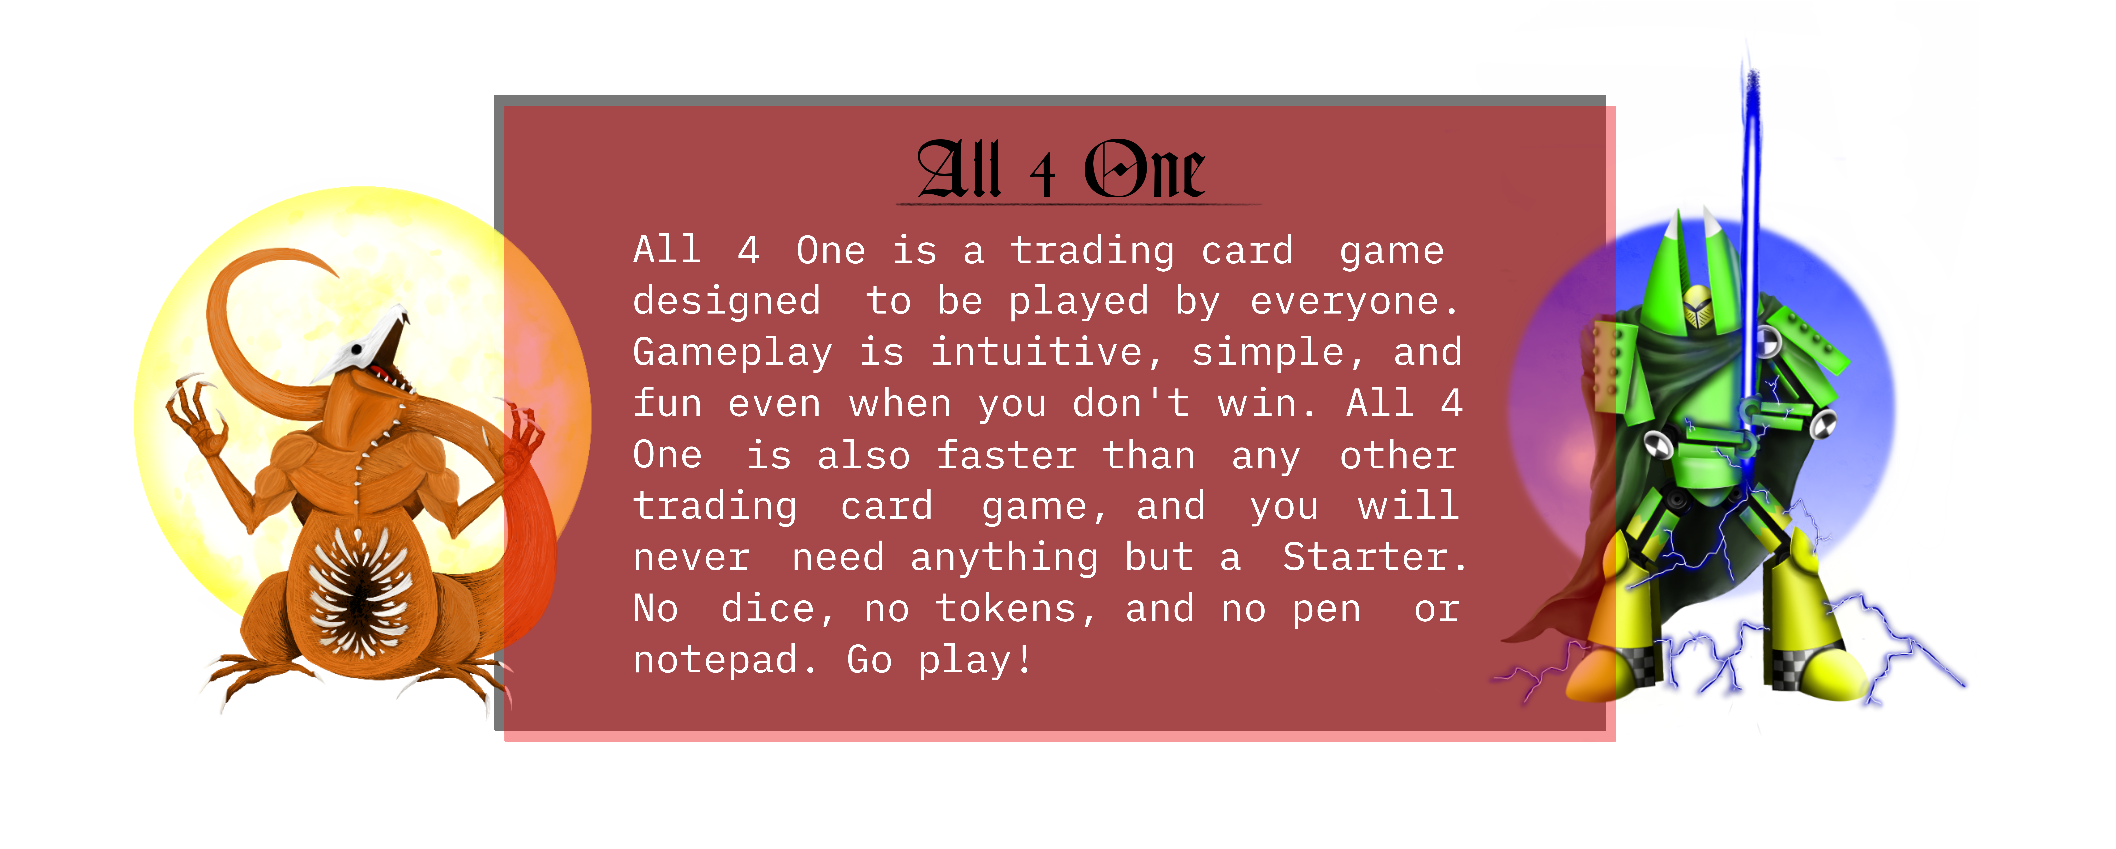 All 4 One
All 4 One is a trading card game
designed to be played by everyone.
Gameplay is intuitive, simple, and
fun even when you don't win. All 4
One is also faster than any other
trading card game, and you will
never need anything but a Starter.
No dice, no tokens, and no pen or
notepad. Go play!